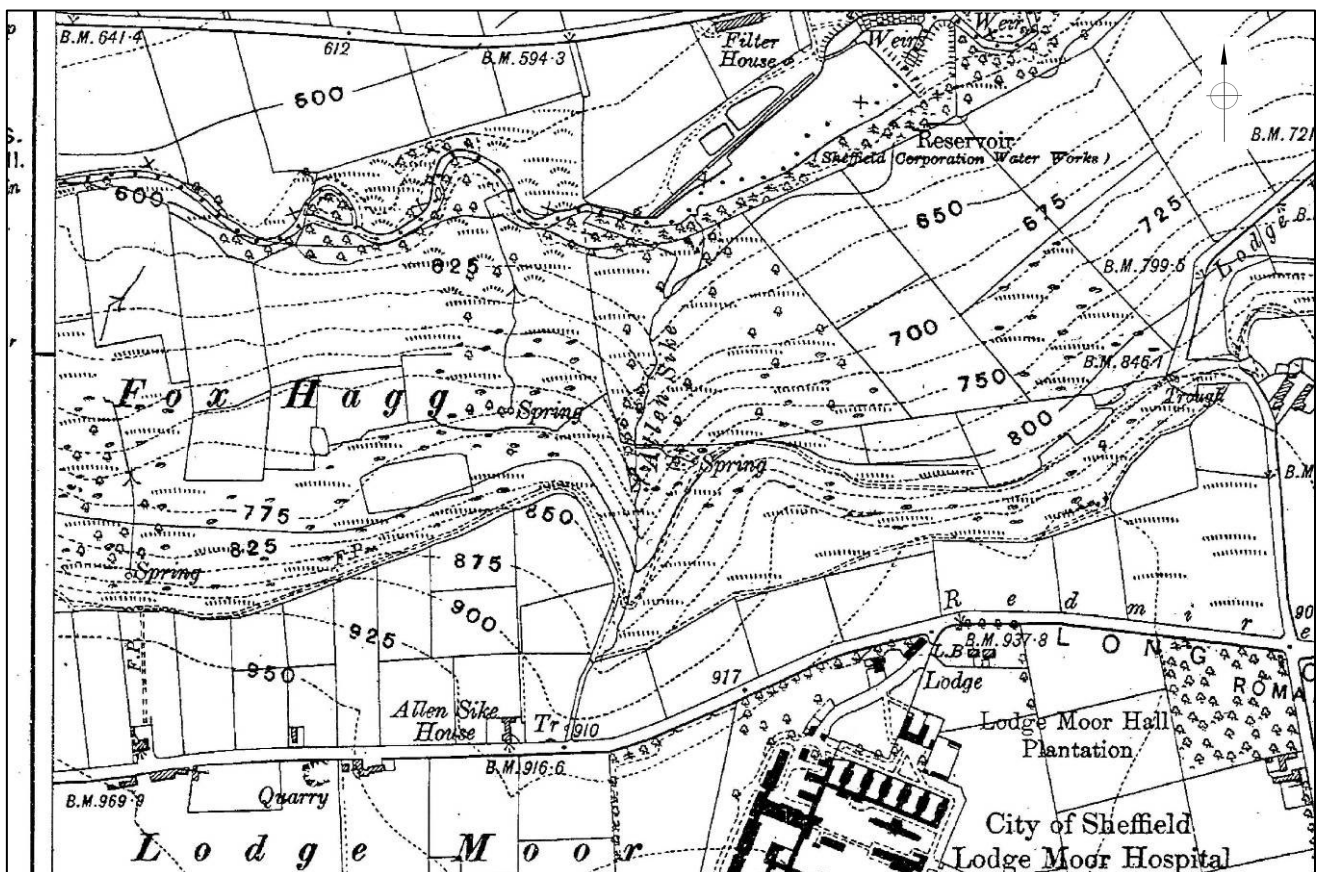 B.M. 641·4
612
B.M. 594·3
Filter
House
Weir
Weir
600
B.M. 721
Reservoir
(Sheffield Corporation Water Works)
600
650
675
725
Lodge
B.M. 799·5
625
700
B.M. 846·1
750
Fox Hagg
Spring
Allen Sike
Spring
800
Trough
775
850
825
F.P.
875
Spring
900
925
950
F.P.
Redmire
B.M. 937·8
LONG
L.B
Lodge
ROMA
917
Allen Sike
House
Tr
910
Lodge Moor Hall
Plantation
B.M. 916·6
B.M. 969·9
Quarry
City of Sheffield
Lodge Moor Hospital
Lodge Moor